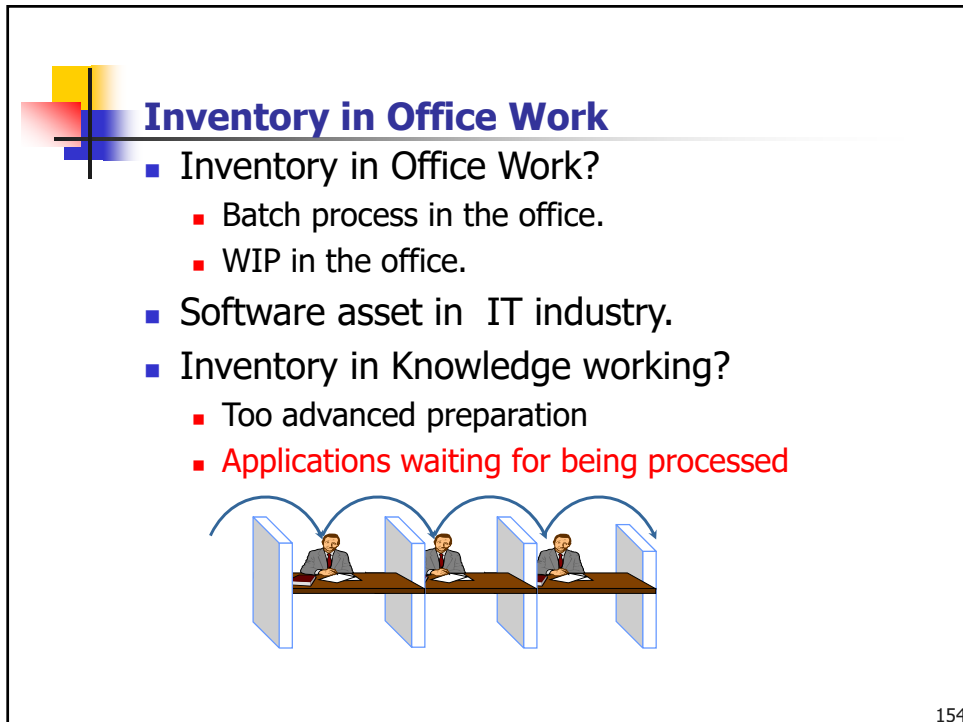 Inventory in Office Work
Inventory in Office Work?
Batch process in the office.
WIP in the office.
Software asset in  IT industry.
Inventory in Knowledge working?
Too advanced preparation
Applications waiting for being processed
154